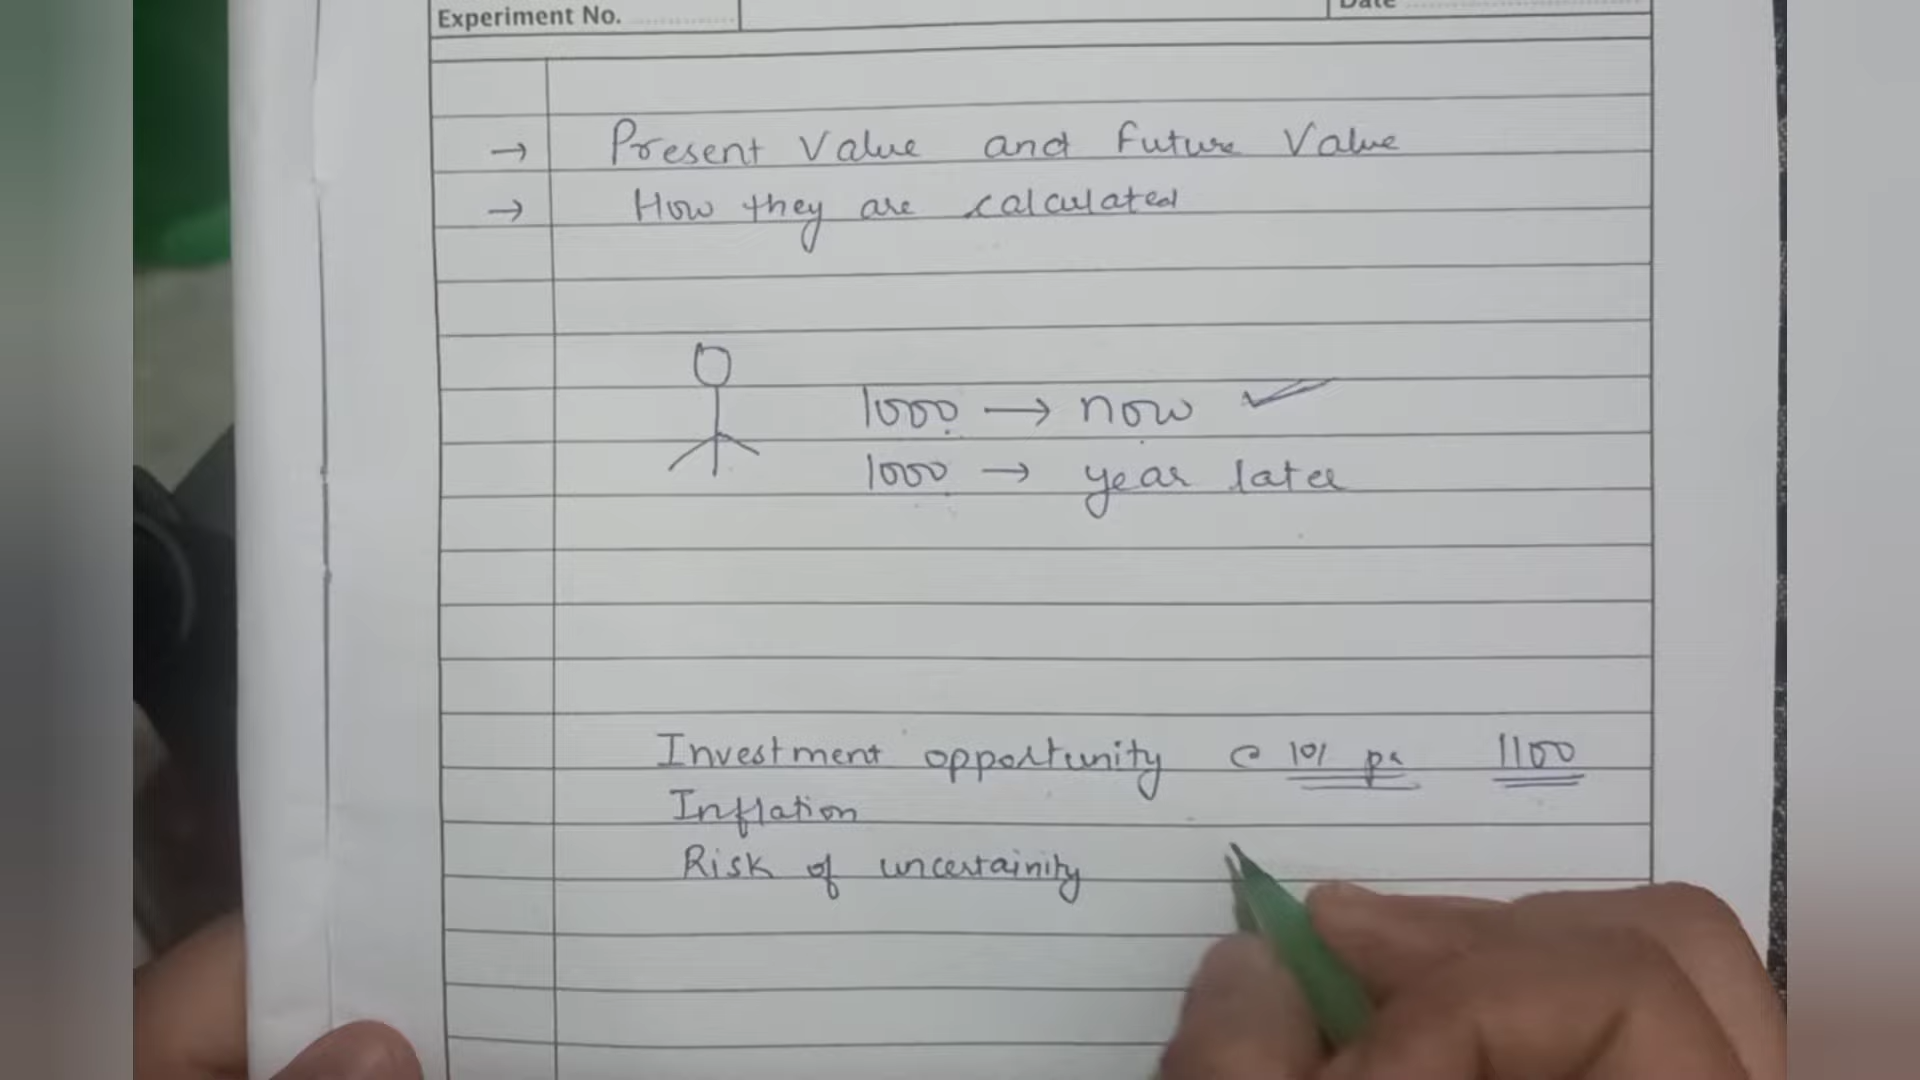 Experiment No.
Date
→ Present Value and Future Value
→ How they are calculated
1000 → now ✓
1000 → year later
Investment opportunity @ 10% pa 1100
Inflation
Risk of uncertainity